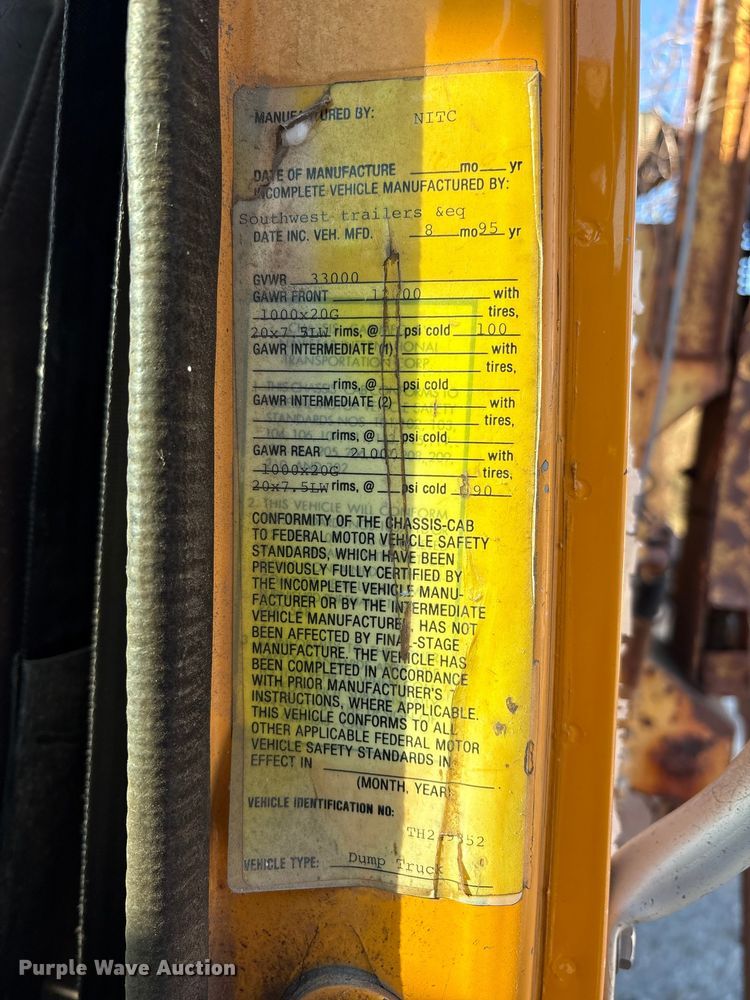 MANUFACTURED BY: NITC
DATE OF MANUFACTURE ___mo___ yr
INCOMPLETE VEHICLE MANUFACTURED BY:
Southwest trailers &eq
DATE INC. VEH. MFD. 8 mo 95 yr
GVWR 33000
GAWR FRONT with
1000x20G tires,
20x7.5LW rims, @ psi cold 100
GAWR INTERMEDIATE (1) with
tires,
rims, @ psi cold
GAWR INTERMEDIATE (2) with
tires,
rims, @ psi cold
GAWR REAR 21000 with
1000x20G tires,
20x7.5LW rims, @ psi cold 90
CONFORMITY OF THE CHASSIS-CAB
TO FEDERAL MOTOR VEHICLE SAFETY
STANDARDS, WHICH HAVE BEEN
PREVIOUSLY FULLY CERTIFIED BY
THE INCOMPLETE VEHICLE MANU-
FACTURER OR BY THE INTERMEDIATE
VEHICLE MANUFACTURER, HAS NOT
BEEN AFFECTED BY FINAL-STAGE
MANUFACTURE. THE VEHICLE HAS
BEEN COMPLETED IN ACCORDANCE
WITH PRIOR MANUFACTURER'S
INSTRUCTIONS, WHERE APPLICABLE.
THIS VEHICLE CONFORMS TO ALL
OTHER APPLICABLE FEDERAL MOTOR
VEHICLE SAFETY STANDARDS IN
EFFECT IN
(MONTH, YEAR)
VEHICLE IDENTIFICATION NO:
VEHICLE TYPE: Dump Truck
Purple Wave Auction